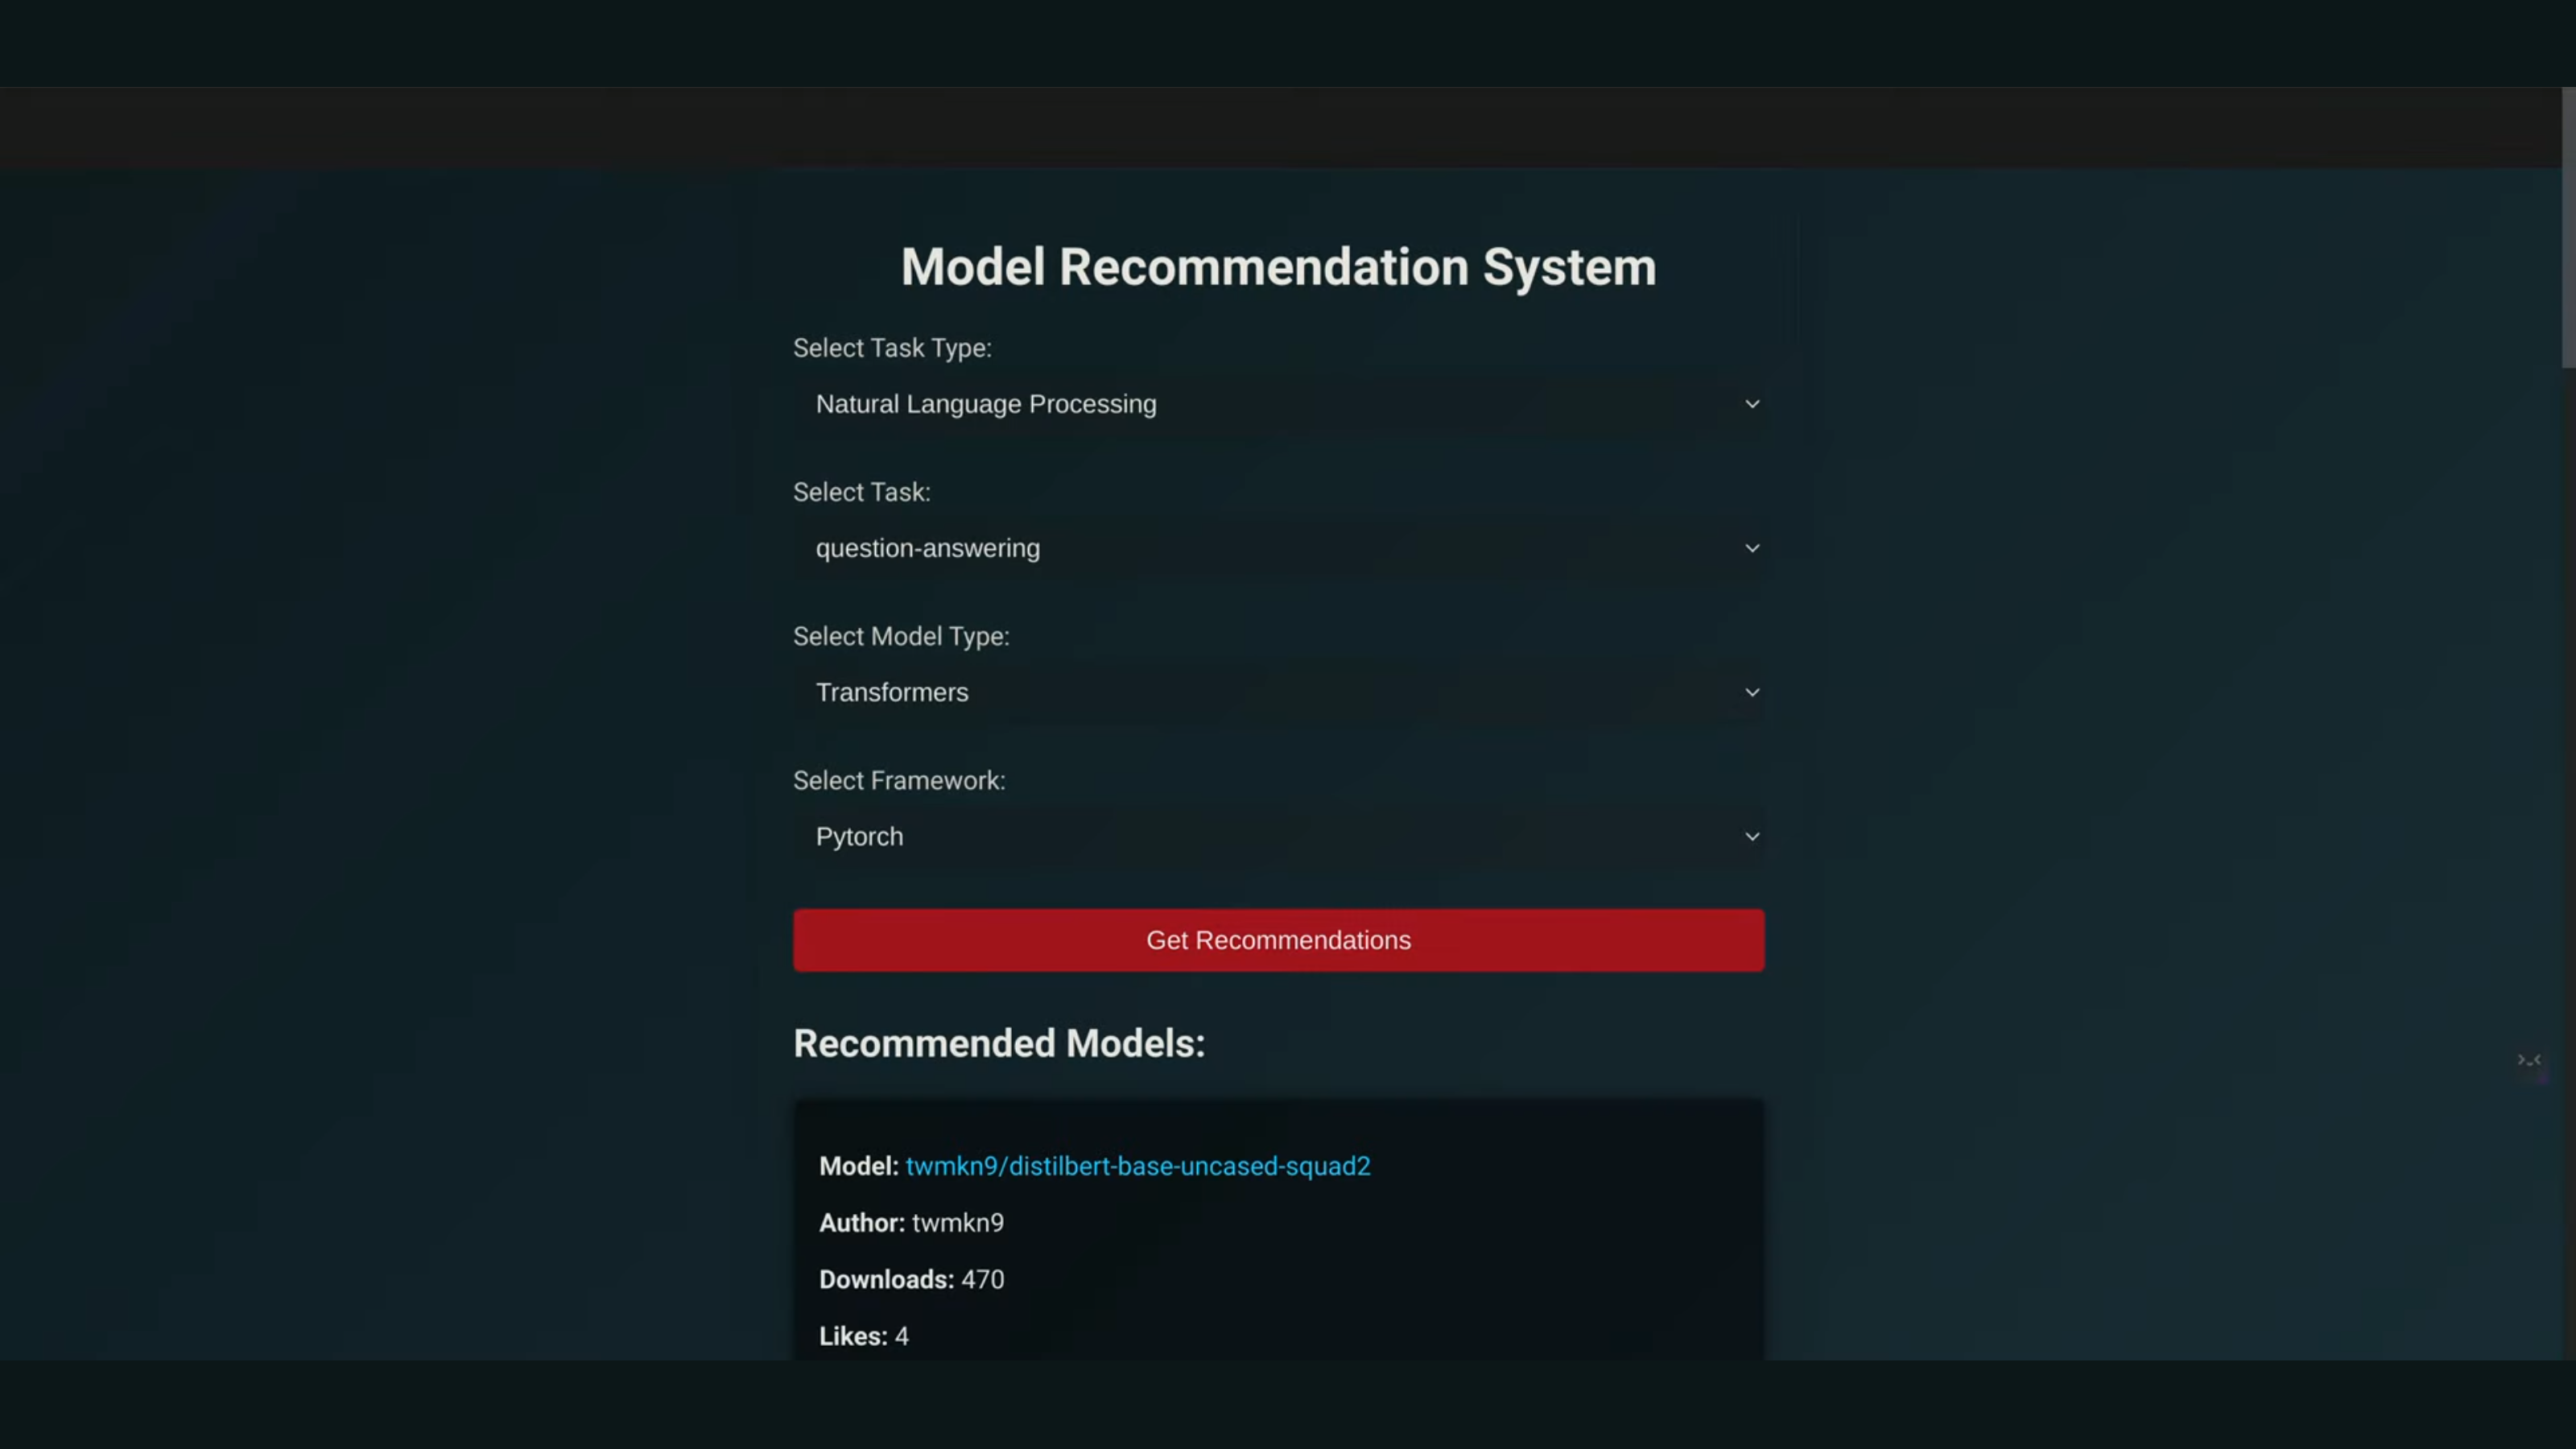 Model Recommendation System
Select Task Type:
Natural Language Processing
Select Task:
question-answering
Select Model Type:
Transformers
Select Framework:
Pytorch
Get Recommendations
Recommended Models:
Model: twmkn9/distilbert-base-uncased-squad2
Author: twmkn9
Downloads: 470
Likes: 4